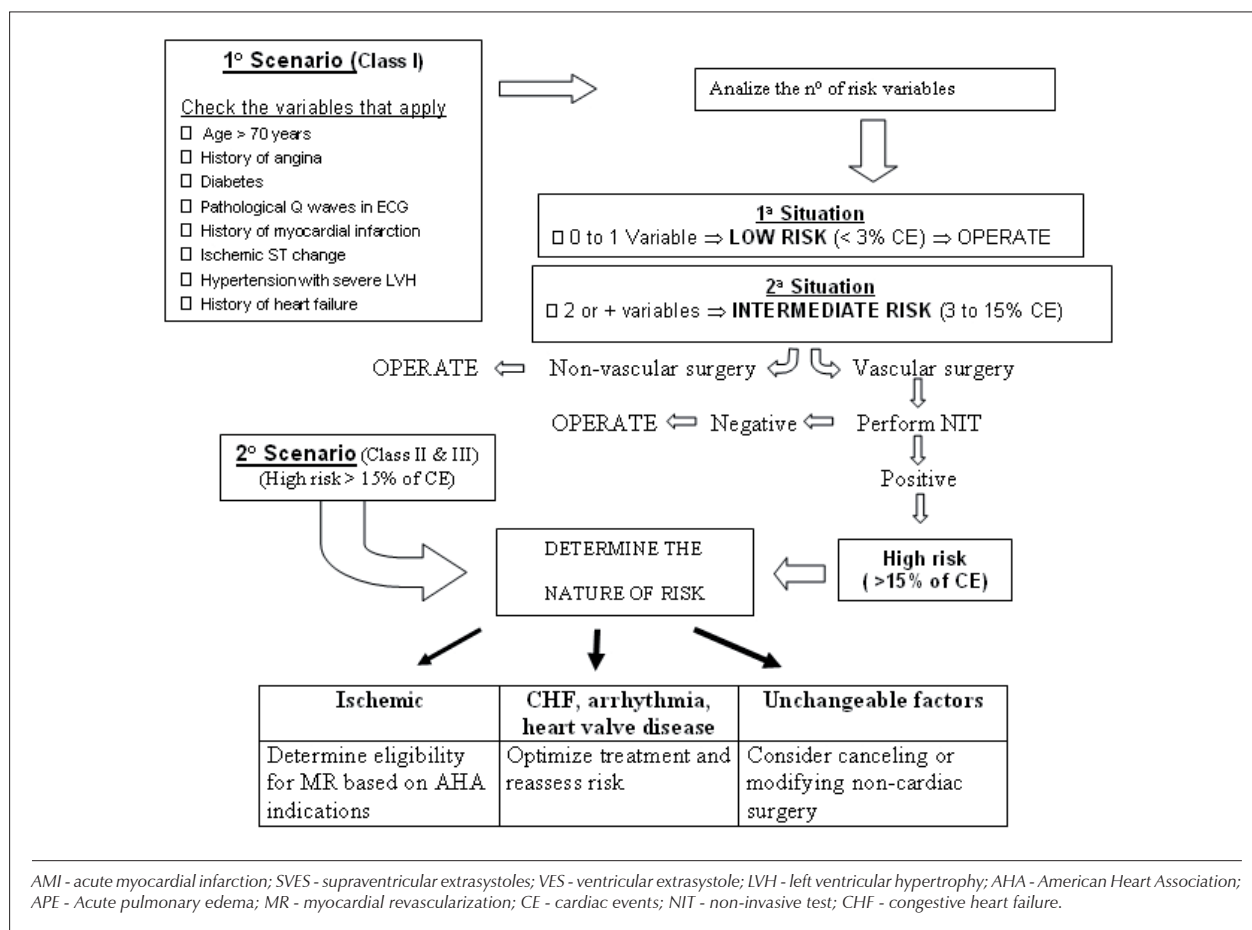 1º Scenario (Class I)
Check the variables that apply
☐ Age > 70 years
☐ History of angina
☐ Diabetes
☐ Pathological Q waves in ECG
☐ History of myocardial infarction
☐ Ischemic ST change
☐ Hypertension with severe LVH
☐ History of heart failure
Analize the nº of risk variables
1ª Situation
☐ 0 to 1 Variable ⇒ LOW RISK (< 3% CE) ⇒ OPERATE
2ª Situation
☐ 2 or + variables ⇒ INTERMEDIATE RISK (3 to 15% CE)
OPERATE ⇦ Non-vascular surgery Vascular surgery
OPERATE ⇦ Negative ⇦ Perform NIT
Positive
2º Scenario (Class II & III)
(High risk > 15% of CE)
High risk
( >15% of CE)
DETERMINE THE
NATURE OF RISK
Ischemic
Determine eligibility
for MR based on AHA
indications
CHF, arrhythmia,
heart valve disease
Optimize treatment and
reassess risk
Unchangeable factors
Consider canceling or
modifying non-cardiac
surgery
AMI - acute myocardial infarction; SVES - supraventricular extrasystoles; VES - ventricular extrasystole; LVH - left ventricular hypertrophy; AHA - American Heart Association;
APE - Acute pulmonary edema; MR - myocardial revascularization; CE - cardiac events; NIT - non-invasive test; CHF - congestive heart failure.